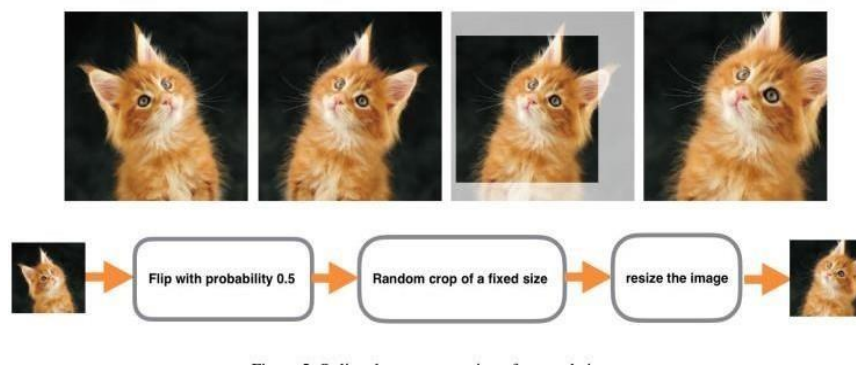 Flip with probability 0.5
Random crop of a fixed size
resize the image